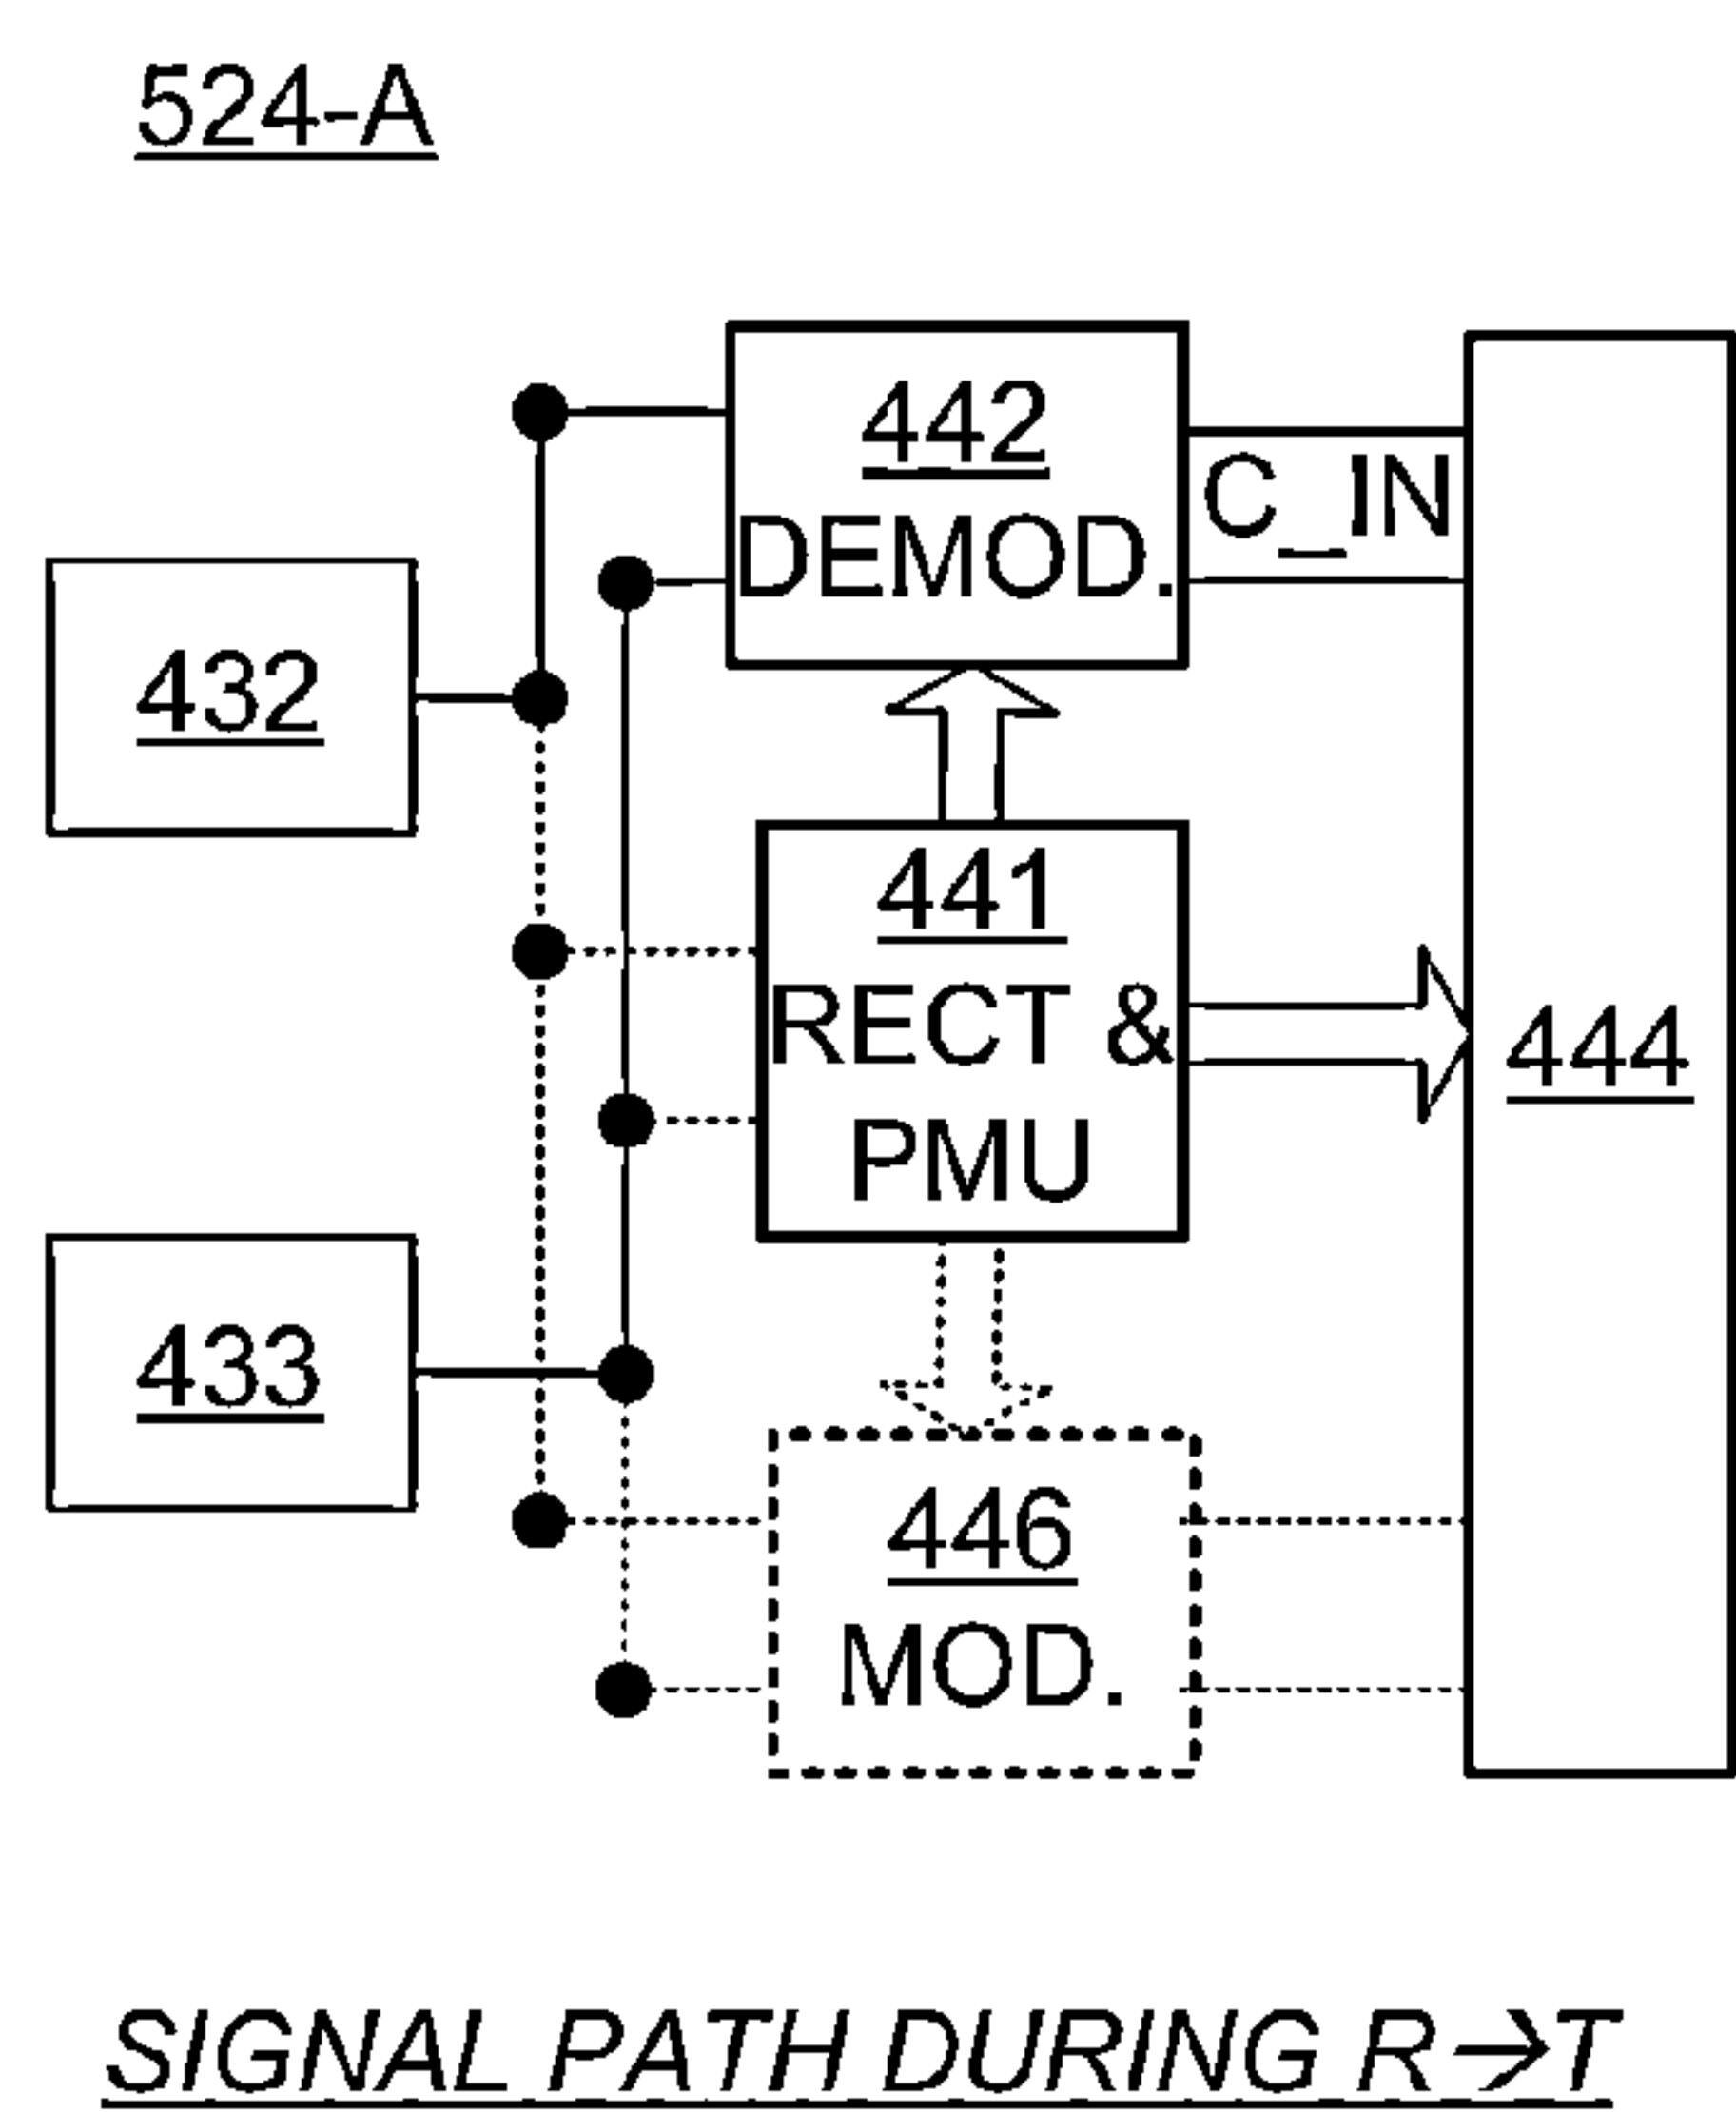 524-A
442
DEMOD.
C_IN
432
441
RECT &
PMU
444
433
446
MOD.
SIGNAL PATH DURING R→T